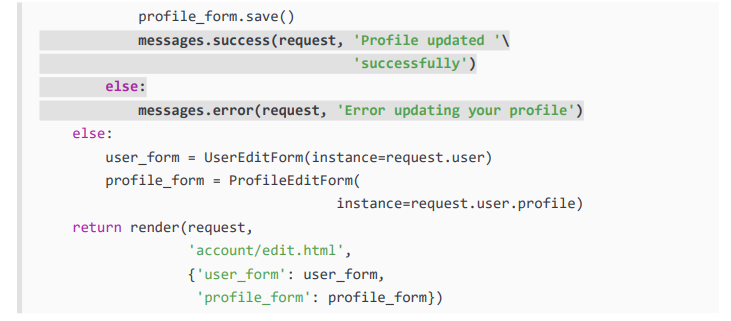 profile_form.save()
messages.success(request, 'Profile updated '\
'successfully')
else:
messages.error(request, 'Error updating your profile')
else:
user_form = UserEditForm(instance=request.user)
profile_form = ProfileEditForm(
instance=request.user.profile)
return render(request,
'account/edit.html',
{'user_form': user_form,
'profile_form': profile_form})